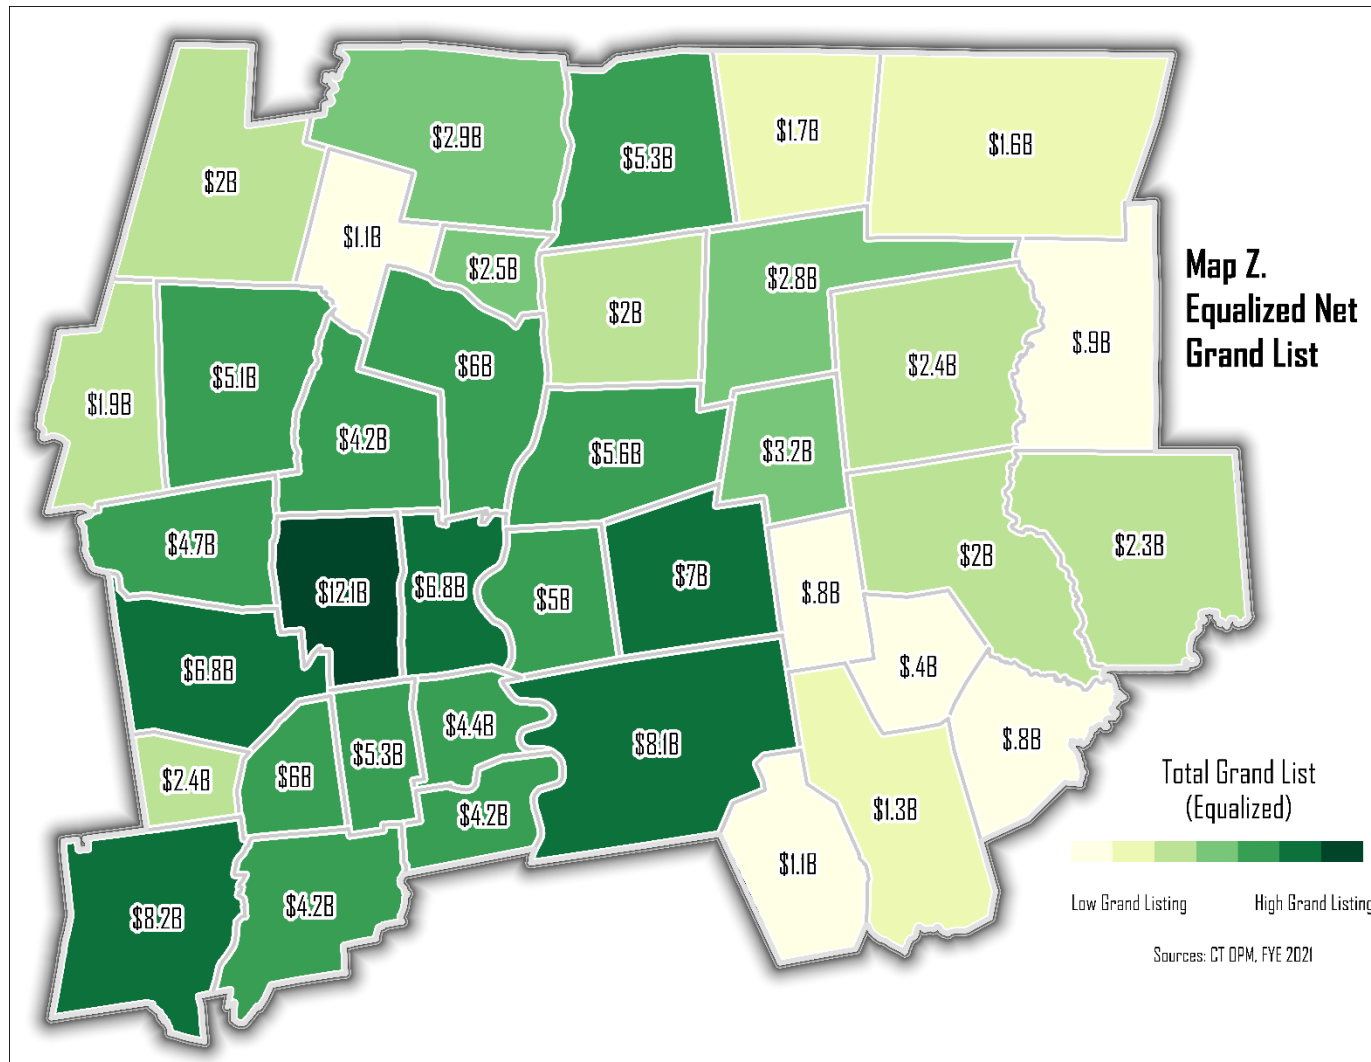 $2B
$2.9B
$5.3B
$1.7B
$1.6B
$1.1B
$2.5B
$2B
$2.8B
$.9B
$1.9B
$5.1B
$6B
$2.4B
$4.2B
$5.6B
$3.2B
$4.7B
$12.1B
$6.8B
$5B
$7B
$.8B
$2B
$2.3B
$6.8B
$.4B
$2.4B
$6B
$5.3B
$4.4B
$8.1B
$.8B
$4.2B
$1.3B
$1.1B
$8.2B
$4.2B
Map Z.
Equalized Net
Grand List
Total Grand List
(Equalized)
Low Grand Listing
High Grand Listing
Sources: CT OPM, FYE 2021